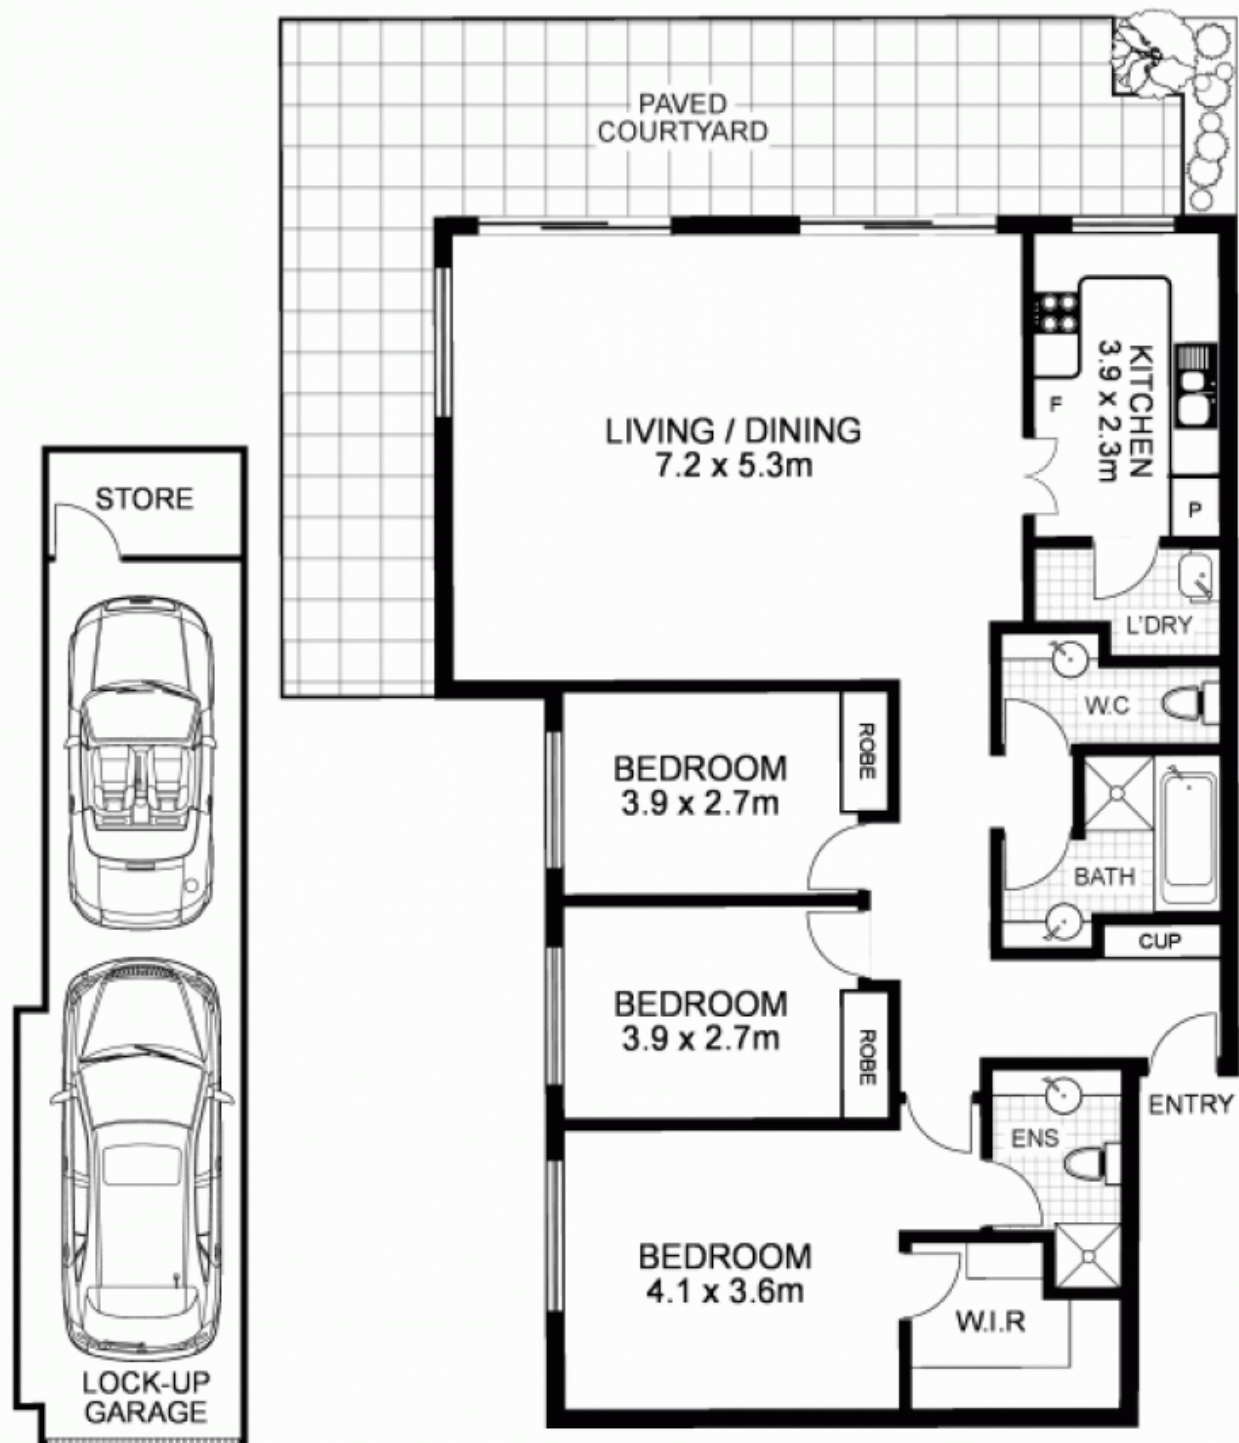 PAVED
COURTYARD
LIVING / DINING
7.2 x 5.3m
KITCHEN
3.9 x 2.3m
F
P
STORE
L'DRY
W.C
BEDROOM
3.9 x 2.7m
ROBE
BATH
CUP
BEDROOM
3.9 x 2.7m
ROBE
ENTRY
ENS
BEDROOM
4.1 x 3.6m
W.I.R
LOCK-UP
GARAGE